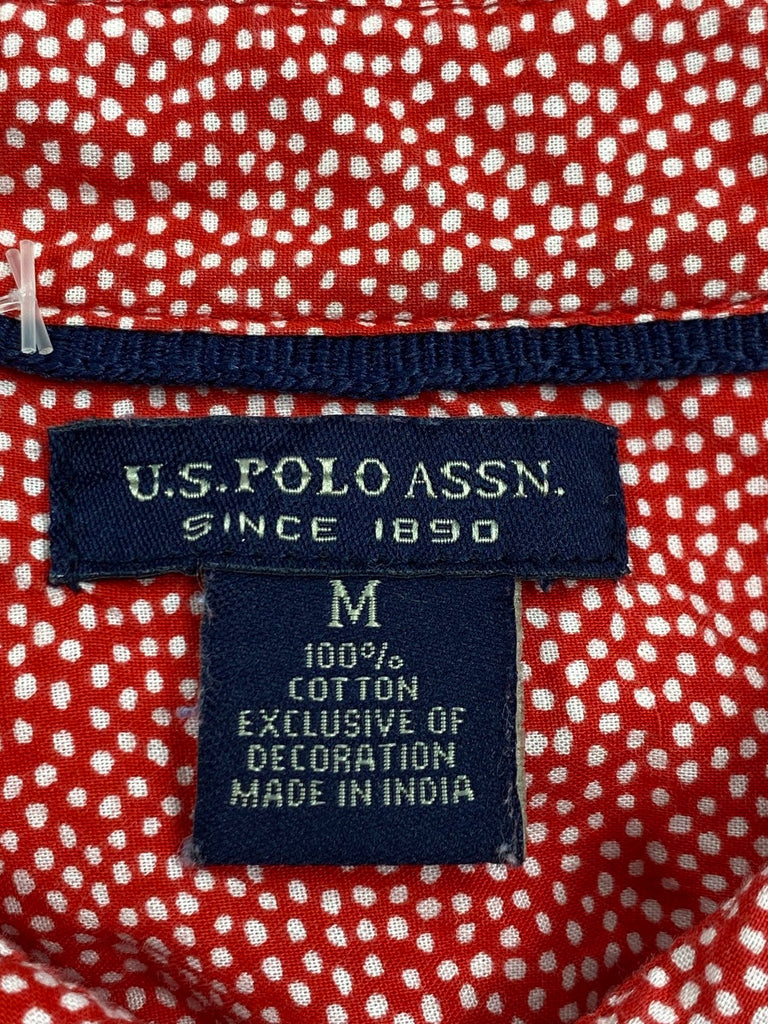 U.S. POLO ASSN.
SINCE 1890
M
100%
COTTON
EXCLUSIVE OF
DECORATION
MADE IN INDIA